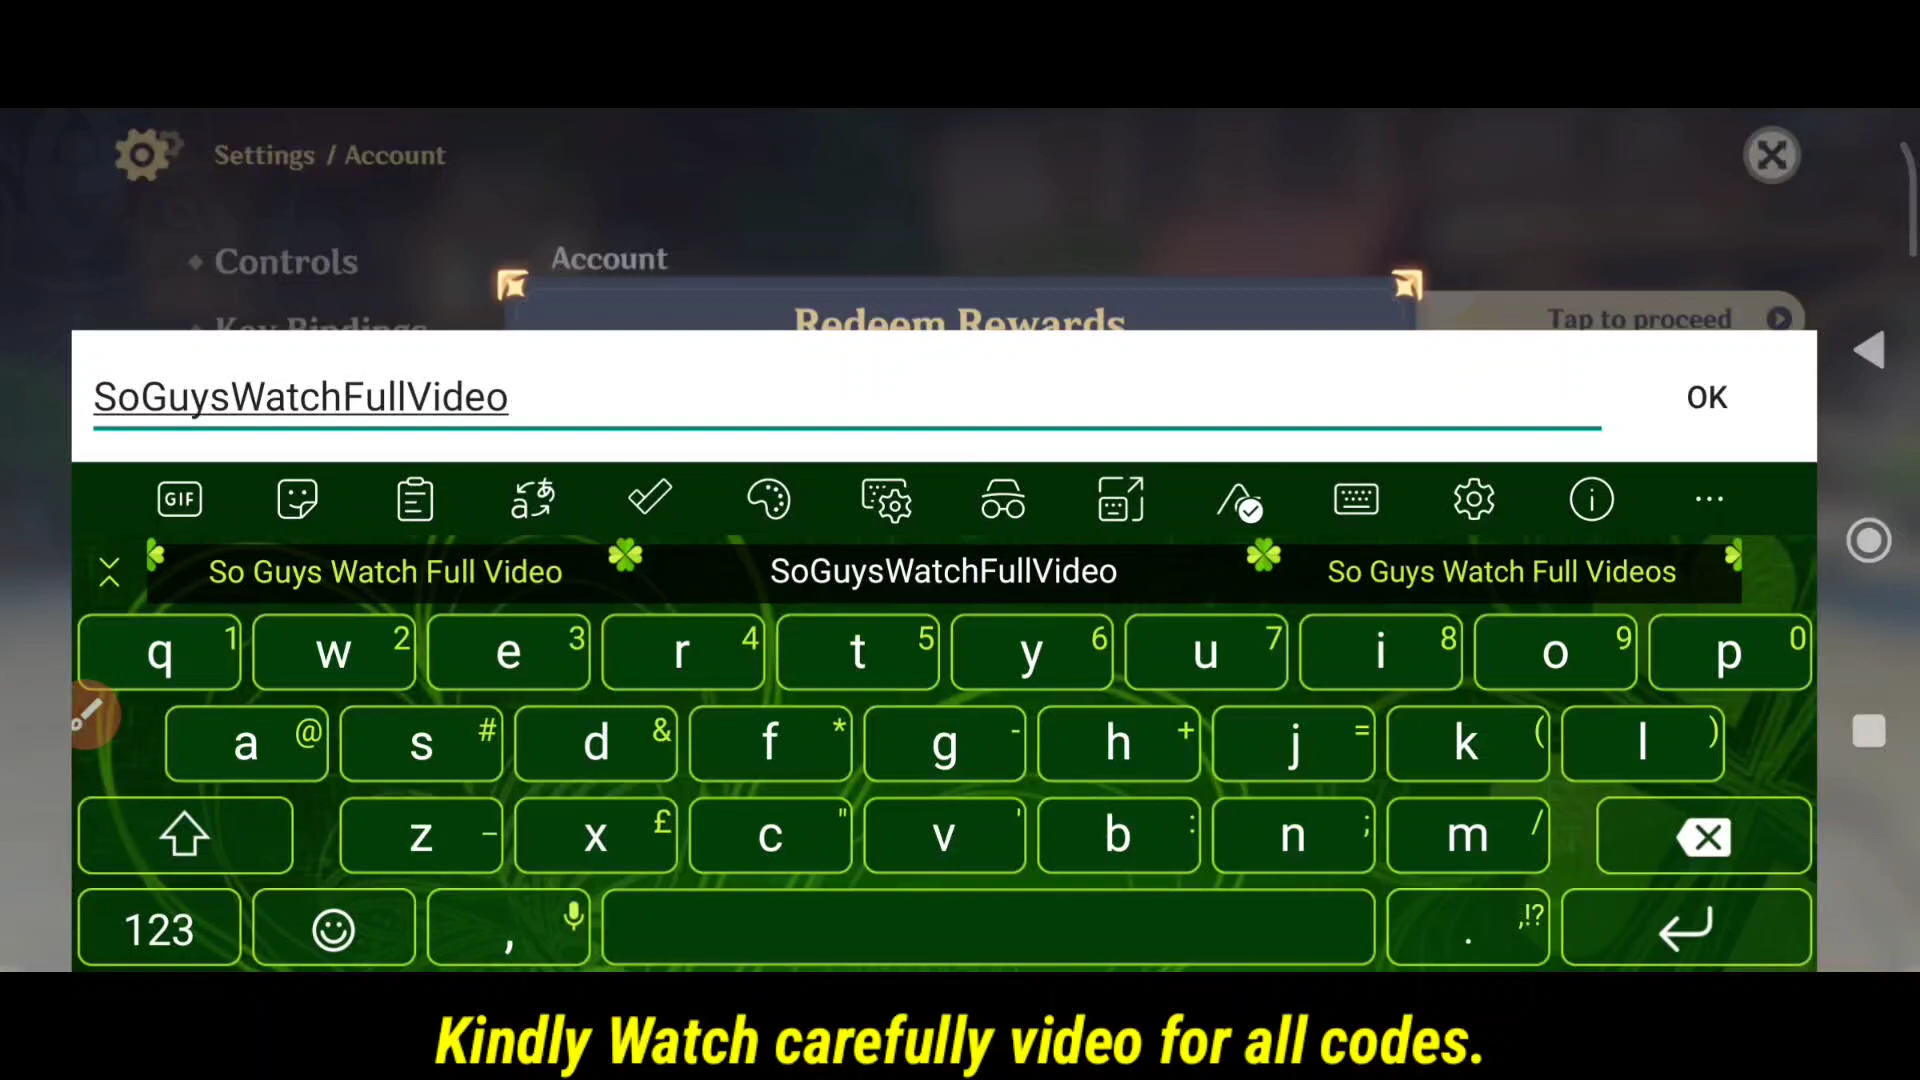 Settings / Account
Controls
Account
Key Bindings
Redeem Rewards
Tap to proceed
SoGuysWatchFullVideo
OK
GIF
So Guys Watch Full Video
SoGuysWatchFullVideo
So Guys Watch Full Videos
q 1 w 2 e 3 r 4 t 5 y 6 u 7 i 8 o 9 p 0
a @ s # d & f * g - h + j = k ( l )
z _ x £ c " v ' b : n ; m /
123 , . ,!?
Kindly Watch carefully video for all codes.